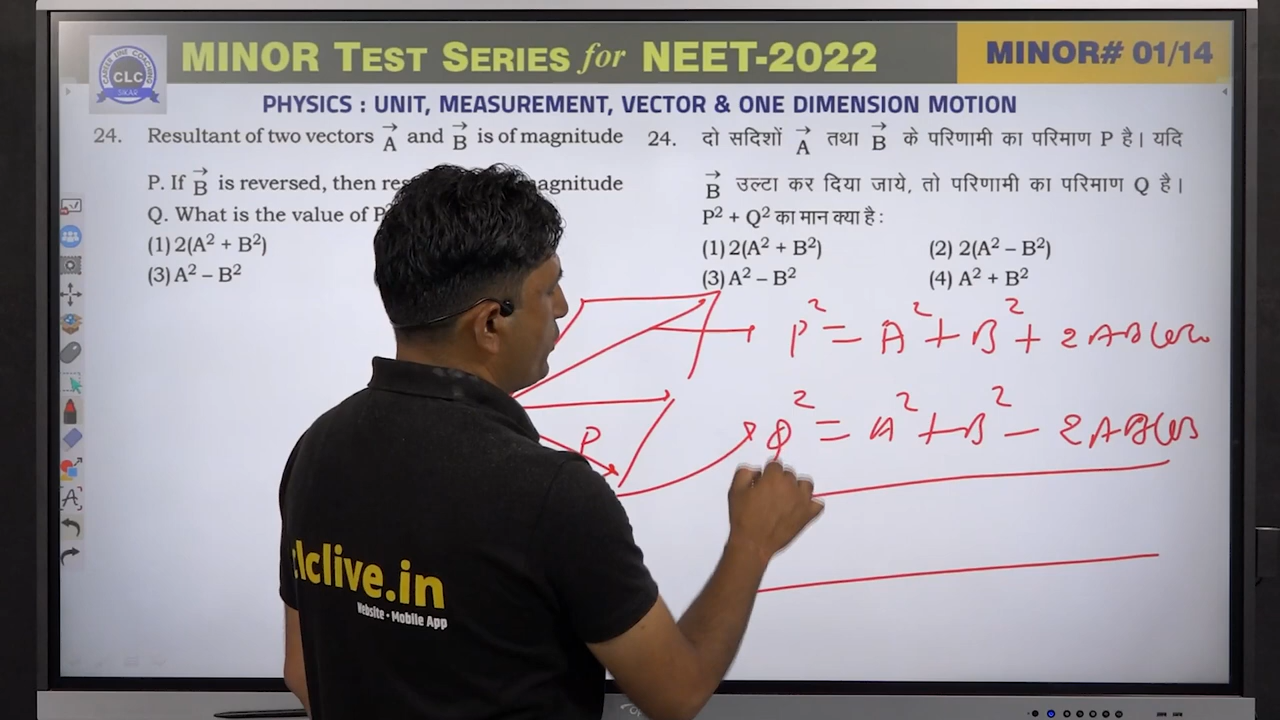 MINOR TEST SERIES for NEET-2022
MINOR# 01/14
CLC
SIKAR
PHYSICS : UNIT, MEASUREMENT, VECTOR & ONE DIMENSION MOTION
24. Resultant of two vectors A⃗ and B⃗ is of magnitude
P. If B⃗ is reversed, then agnitude
Q. What is the value of P
(1) 2(A² + B²)
(3) A² – B²
24. दो सदिशों A⃗ तथा B⃗ के परिणामी का परिमाण P है। यदि
B⃗ उल्टा कर दिया जाये, तो परिणामी का परिमाण Q है।
P² + Q² का मान क्या है :
(1) 2(A² + B²) (2) 2(A² – B²)
(3) A² – B² (4) A² + B²
P² = A² + B² + 2AB
Q² = A² + B² – 2AB
P
clclive.in
Website • Mobile App